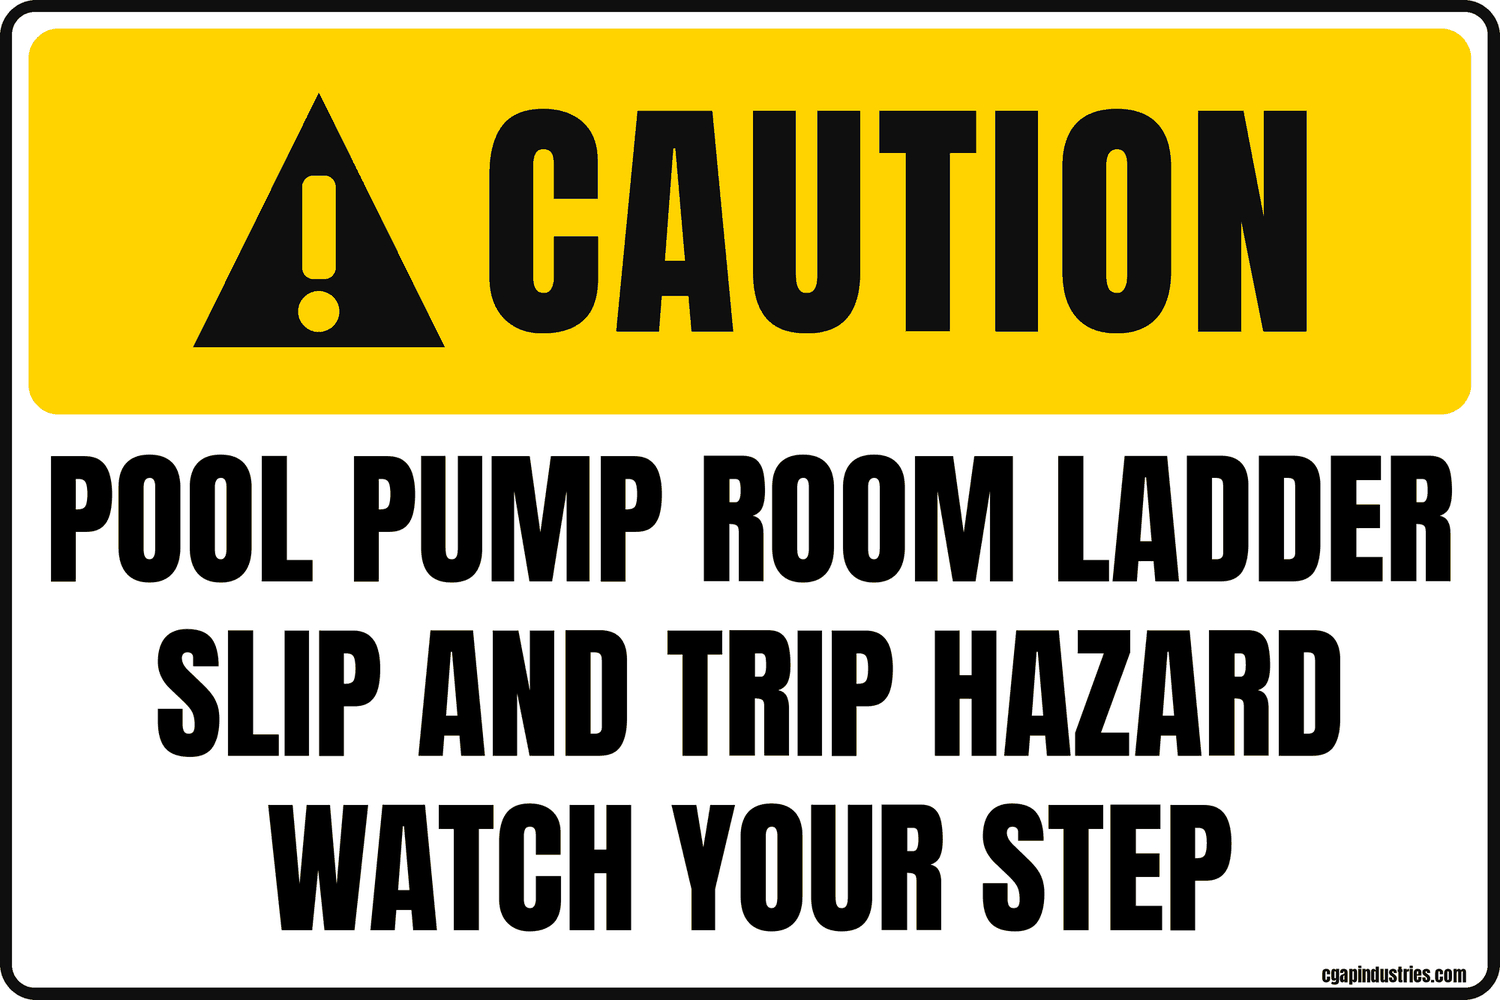 CAUTION
POOL PUMP ROOM LADDER
SLIP AND TRIP HAZARD
WATCH YOUR STEP
cgapindustries.com